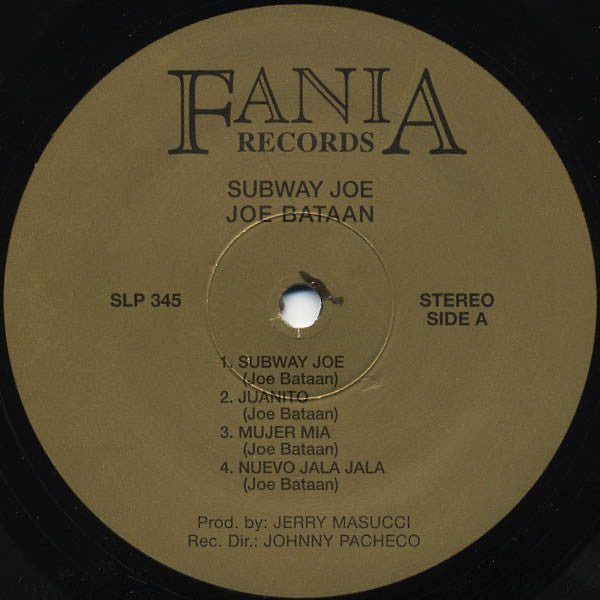 FANIA
RECORDS
SUBWAY JOE
JOE BATAAN
SLP 345
STEREO
SIDE A
1. SUBWAY JOE
(Joe Bataan)
2. JUANITO
(Joe Bataan)
3. MUJER MIA
(Joe Bataan)
4. NUEVO JALA JALA
(Joe Bataan)
Prod. by: JERRY MASUCCI
Rec. Dir.: JOHNNY PACHECO